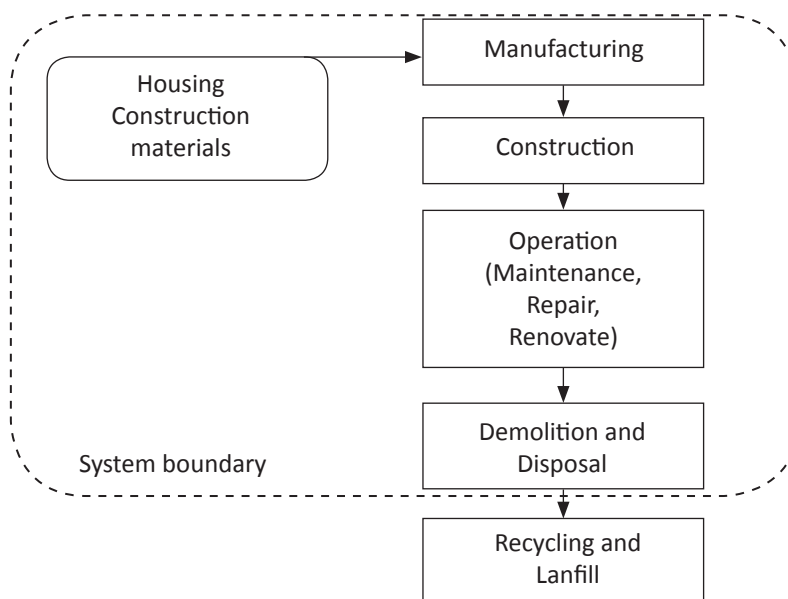 Housing
Construction
materials
Manufacturing
Construction
Operation
(Maintenance,
Repair,
Renovate)
Demolition and
Disposal
System boundary
Recycling and
Lanfill